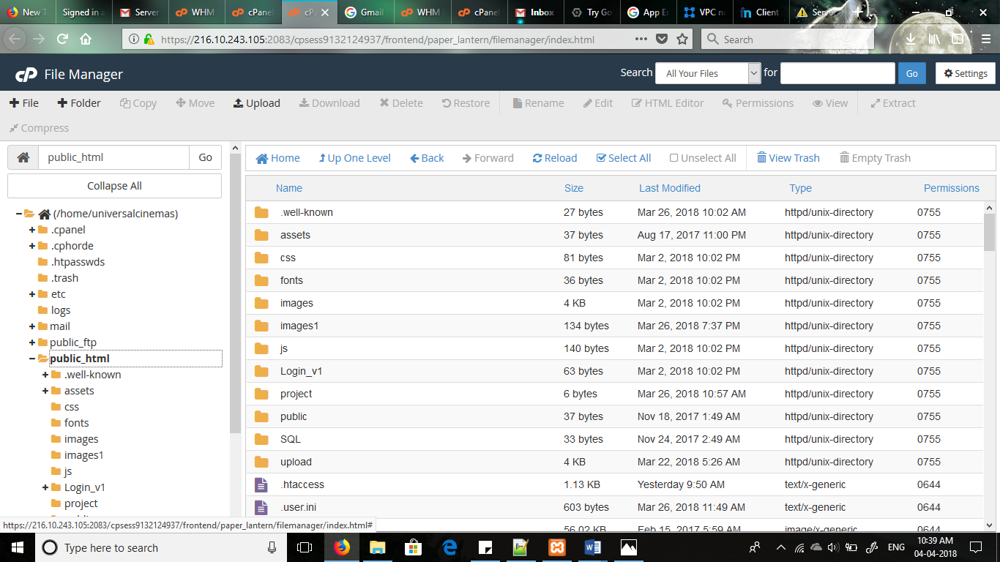 New T
Signed in a
Server
WHM
cPanel
cPa
Gmail
WHM
cPanel
Inbox
Try Go
App En
VPC ne
Client
Serve
https://216.10.243.105:2083/cpsess9132124937/frontend/paper_lantern/filemanager/index.html
Search
cP File Manager
Search All Your Files for Go Settings
File Folder Copy Move Upload Download Delete Restore Rename Edit HTML Editor Permissions View Extract
Compress
public_html Go
Home Up One Level Back Forward Reload Select All Unselect All View Trash Empty Trash
Collapse All
(/home/universalcinemas)
.cpanel
.cphorde
.htpasswds
.trash
etc
logs
mail
public_ftp
public_html
.well-known
assets
css
fonts
images
images1
js
Login_v1
project
Name Size Last Modified Type Permissions
.well-known 27 bytes Mar 26, 2018 10:02 AM httpd/unix-directory 0755
assets 37 bytes Aug 17, 2017 11:00 PM httpd/unix-directory 0755
css 81 bytes Mar 2, 2018 10:02 PM httpd/unix-directory 0755
fonts 36 bytes Mar 2, 2018 10:02 PM httpd/unix-directory 0755
images 4 KB Mar 2, 2018 10:02 PM httpd/unix-directory 0755
images1 134 bytes Mar 26, 2018 7:37 PM httpd/unix-directory 0755
js 140 bytes Mar 2, 2018 10:02 PM httpd/unix-directory 0755
Login_v1 63 bytes Mar 2, 2018 10:02 PM httpd/unix-directory 0755
project 6 bytes Mar 26, 2018 10:57 AM httpd/unix-directory 0755
public 37 bytes Nov 18, 2017 1:49 AM httpd/unix-directory 0755
SQL 33 bytes Nov 24, 2017 2:49 AM httpd/unix-directory 0755
upload 4 KB Mar 22, 2018 5:26 AM httpd/unix-directory 0755
.htaccess 1.13 KB Yesterday 9:50 AM text/x-generic 0644
.user.ini 603 bytes Mar 26, 2018 11:49 AM text/x-generic 0644
56.02 KB Feb 15, 2017 5:59 AM image/x-generic 0644
https://216.10.243.105:2083/cpsess9132124937/frontend/paper_lantern/filemanager/index.html#
Type here to search
ENG
10:39 AM
04-04-2018